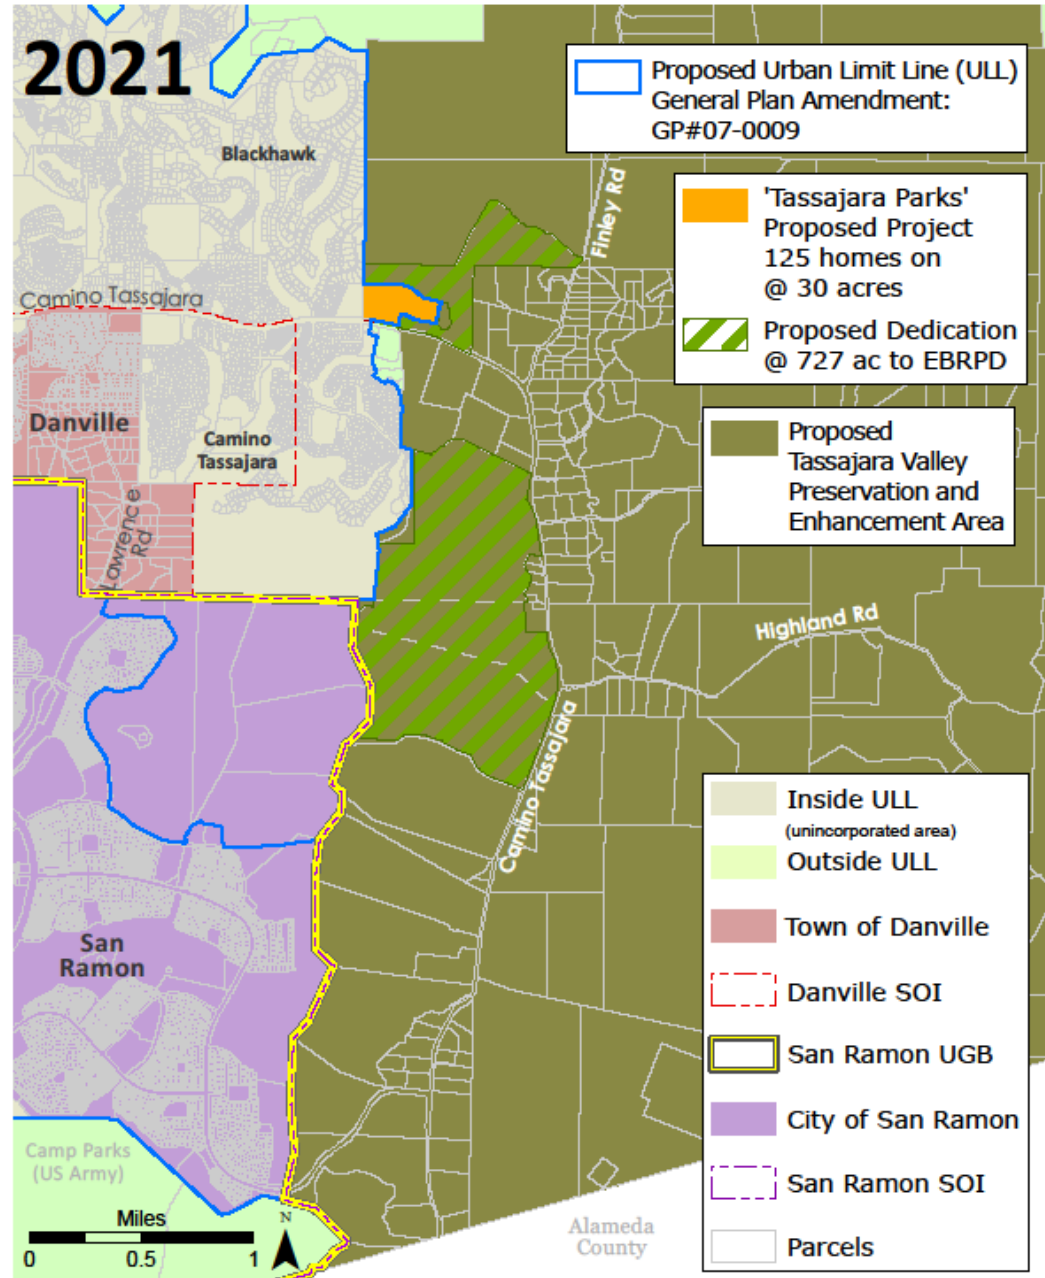 2021
Proposed Urban Limit Line (ULL)
General Plan Amendment:
GP#07-0009
Blackhawk
Finley Rd
'Tassajara Parks'
Proposed Project
125 homes on
@ 30 acres
Camino Tassajara
Proposed Dedication
@ 727 ac to EBRPD
Danville
Camino
Tassajara
Proposed
Tassajara Valley
Preservation and
Enhancement Area
Lawrence
Rd
Highland Rd
Camino Tassajara
Inside ULL
(unincorporated area)
Outside ULL
Town of Danville
San
Ramon
Danville SOI
San Ramon UGB
City of San Ramon
Camp Parks
(US Army)
San Ramon SOI
Miles
N
0 0.5 1
Alameda
County
Parcels